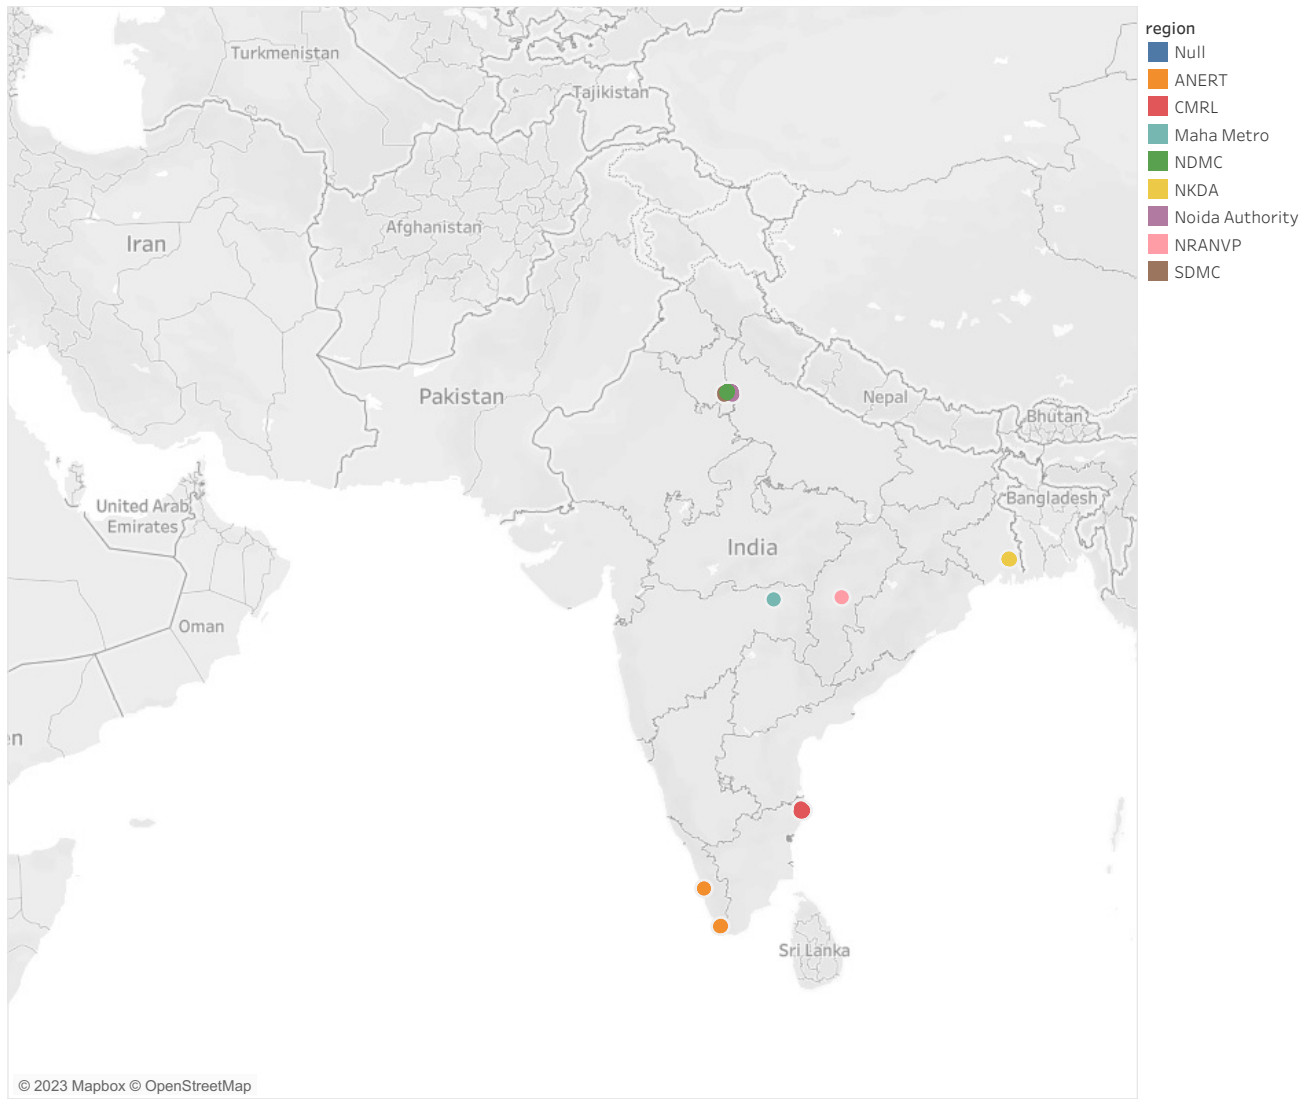 region
Null
ANERT
CMRL
Maha Metro
NDMC
NKDA
Noida Authority
NRANVP
SDMC
Turkmenistan
Tajikistan
Afghanistan
Iran
Pakistan
Nepal
Bhutan
United Arab
Emirates
Bangladesh
India
Oman
en
Sri Lanka
© 2023 Mapbox © OpenStreetMap